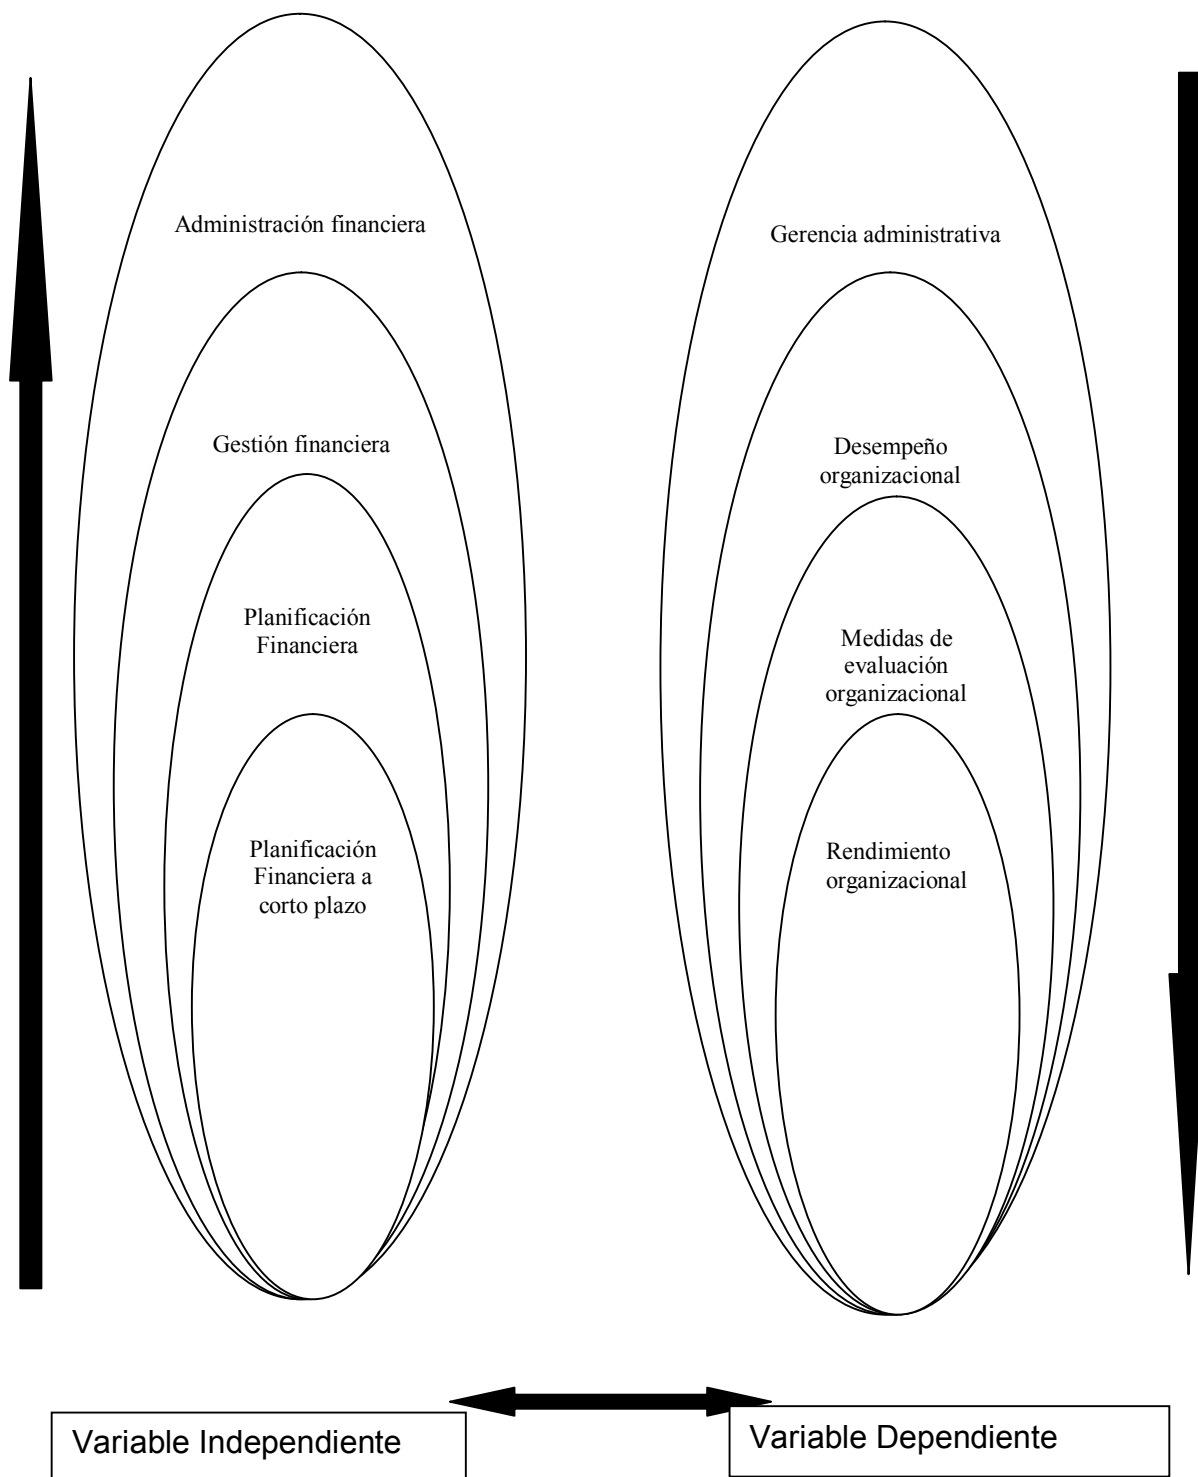 Administración financiera
Gestión financiera
Planificación
Financiera
Planificación
Financiera a
corto plazo
Gerencia administrativa
Desempeño
organizacional
Medidas de
evaluación
organizacional
Rendimiento
organizacional
Variable Independiente
Variable Dependiente